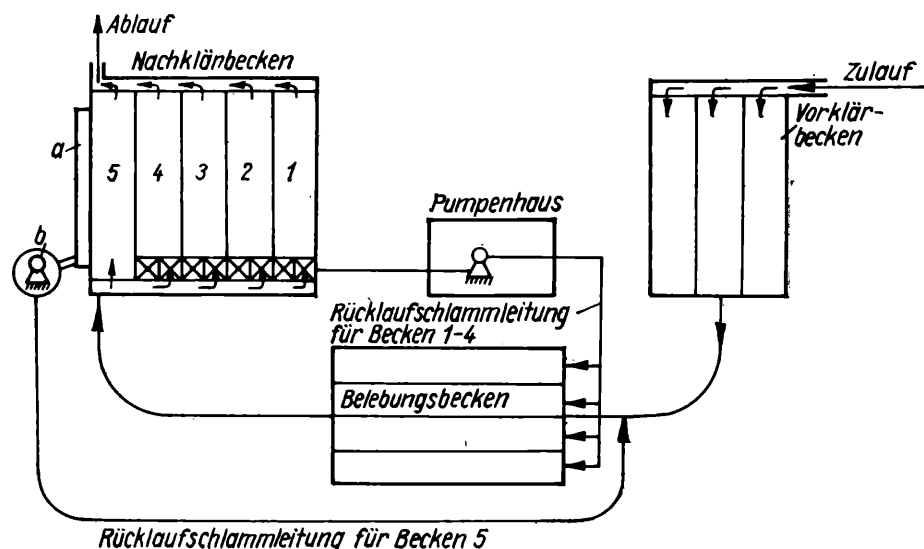 Ablauf
Nachklänbecken
Zulauf
Vorklär-
becken
a
5 4 3 2 1
b
Pumpenhaus
Rücklaufschlammleitung
für Becken 1-4
Belebungsbecken
Rücklaufschlammleitung für Becken 5